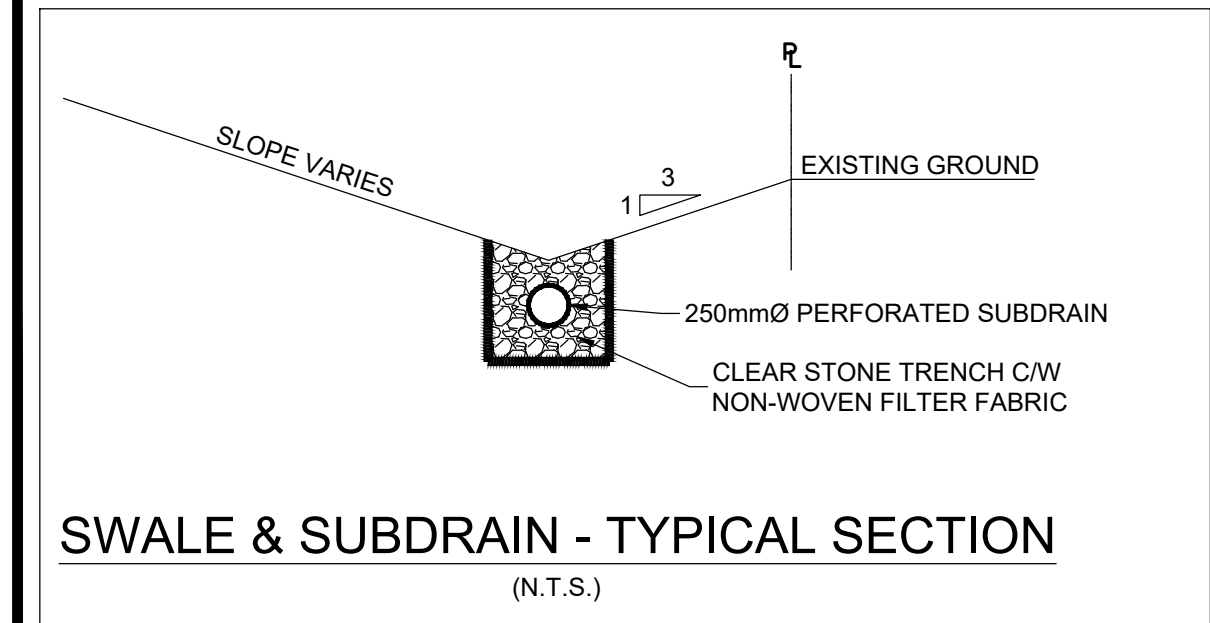 ℄
SLOPE VARIES
3
1
EXISTING GROUND
250mmØ PERFORATED SUBDRAIN
CLEAR STONE TRENCH C/W
NON-WOVEN FILTER FABRIC
SWALE & SUBDRAIN - TYPICAL SECTION
(N.T.S.)